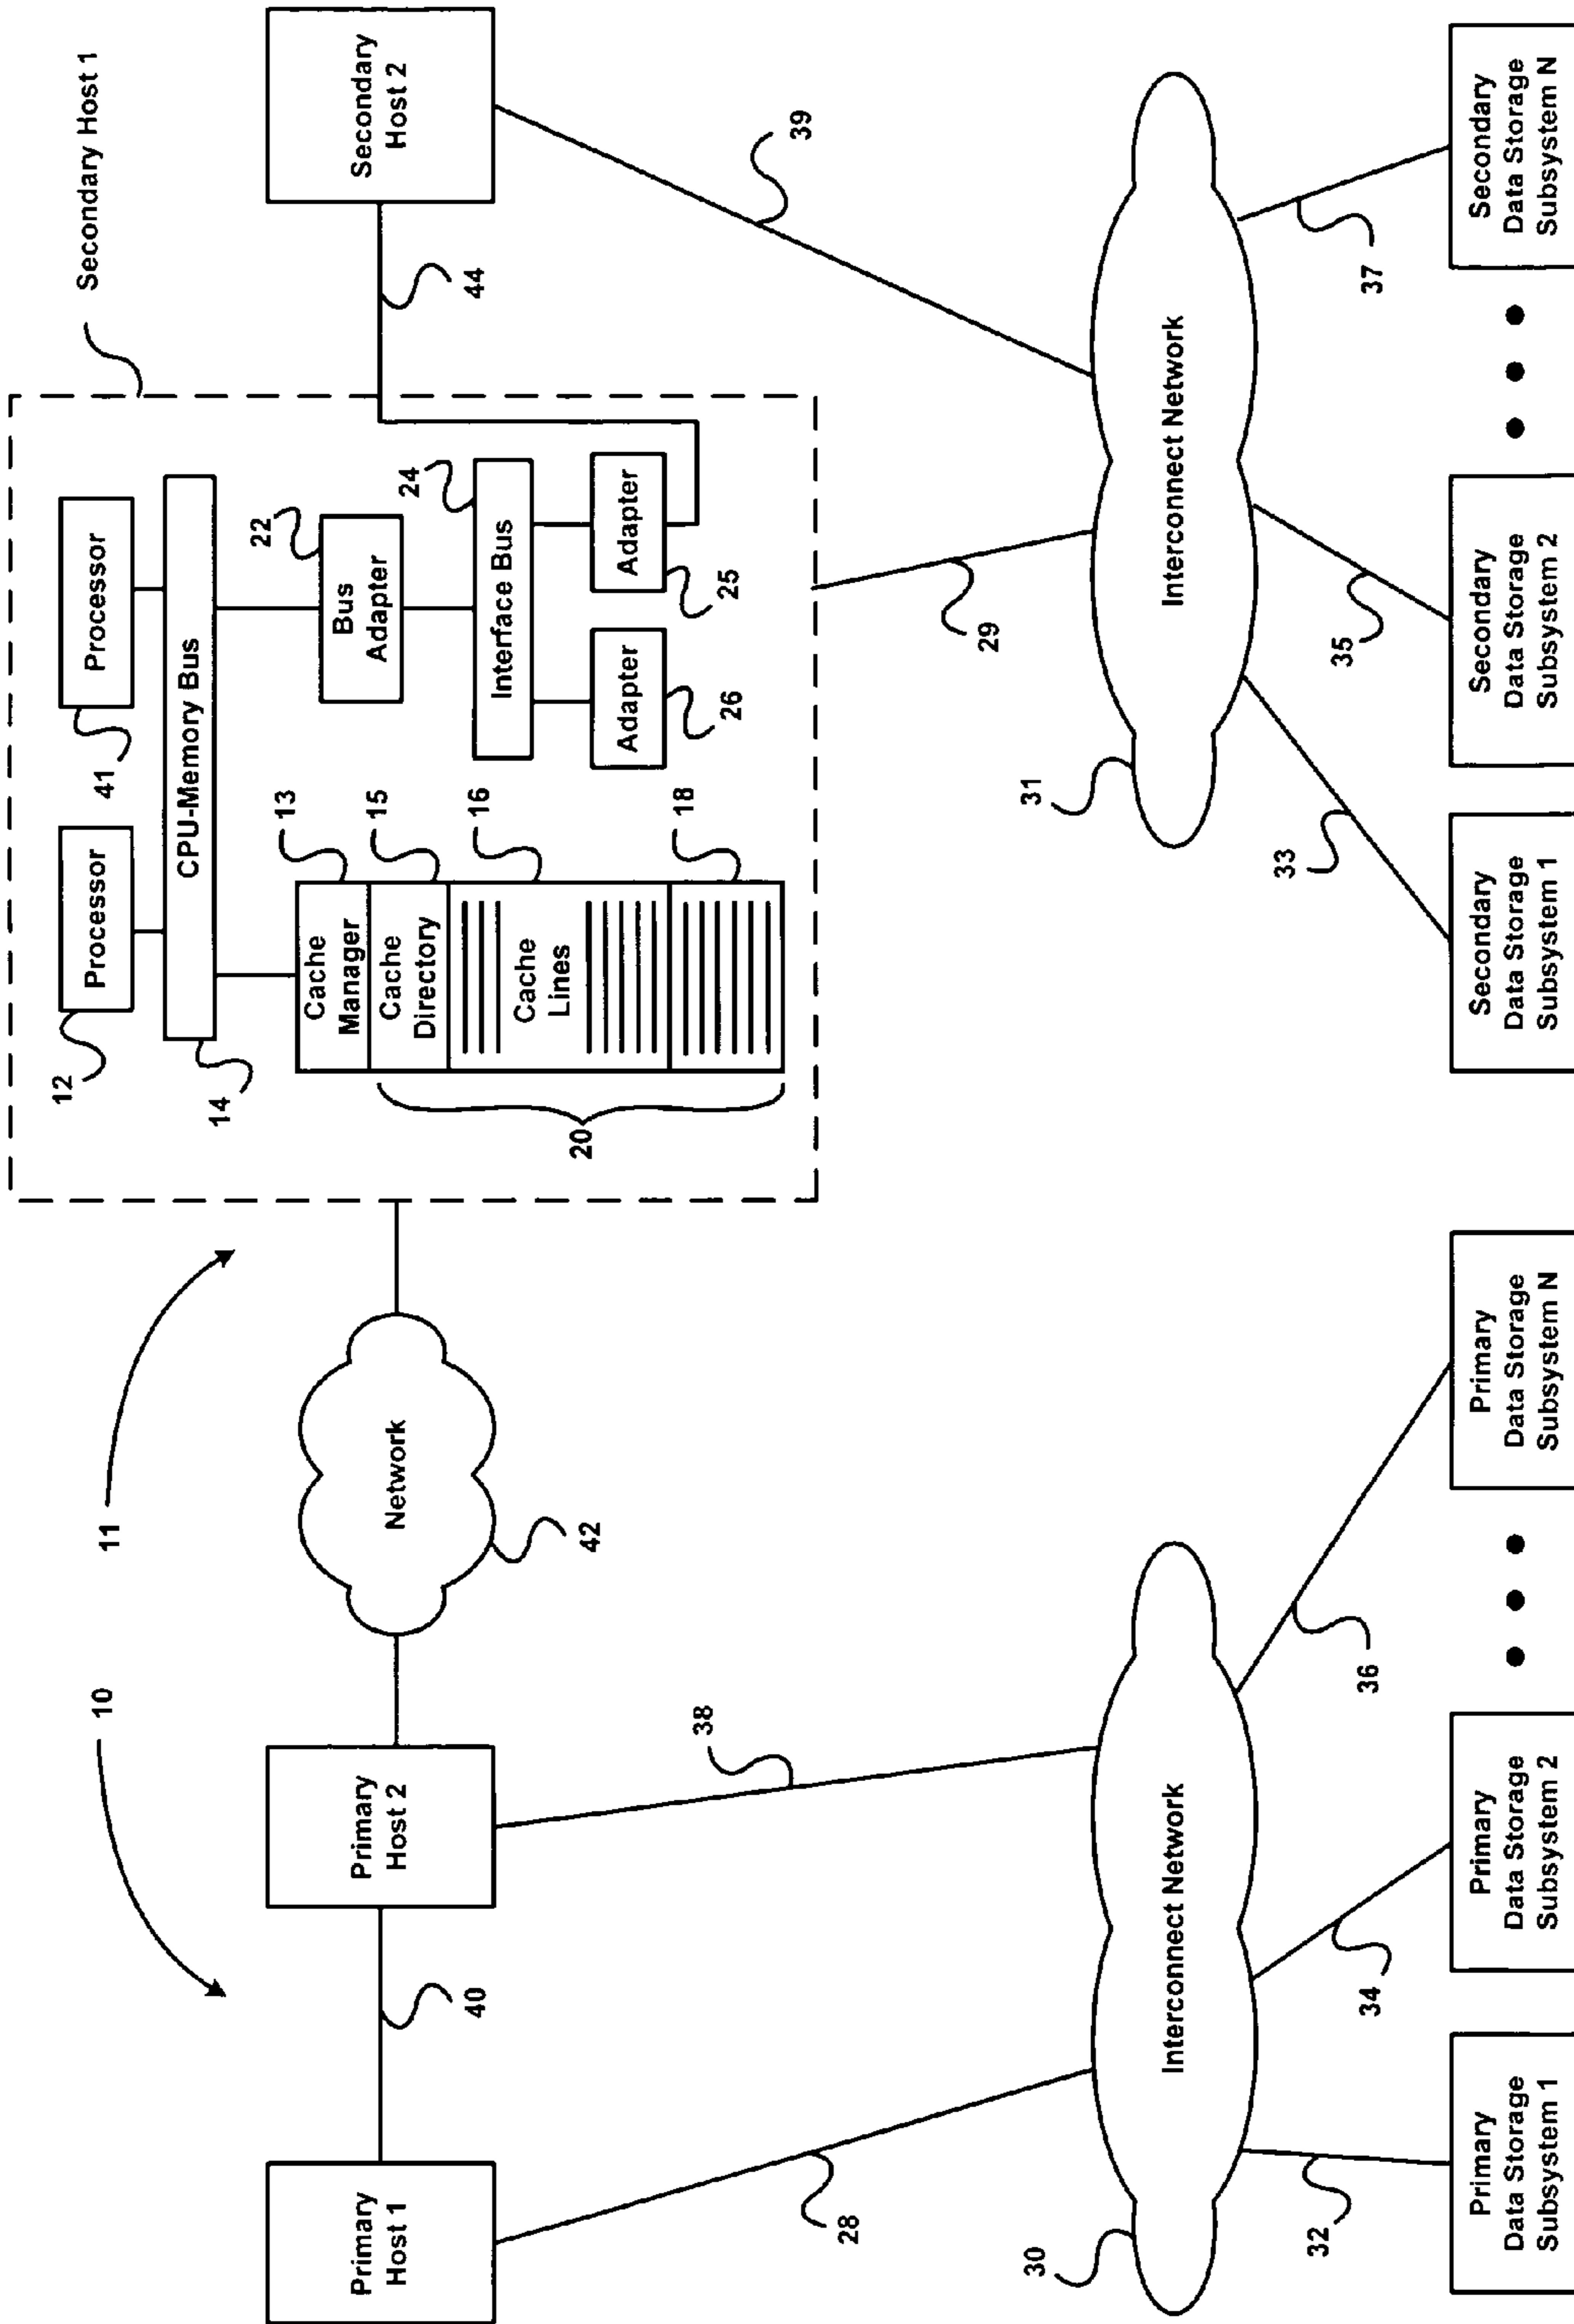 10
11
Secondary Host 1
Primary
Host 1
40
Primary
Host 2
Network
42
12
Processor
41
Processor
CPU-Memory Bus
14
Cache
Manager
13
Cache
Directory
15
Cache
Lines
16
18
20
Bus
Adapter
22
Interface Bus
24
Adapter
26
Adapter
25
44
Secondary
Host 2
28
38
29
39
30
Interconnect Network
31
Interconnect Network
32
34
36
33
35
37
Primary
Data Storage
Subsystem 1
Primary
Data Storage
Subsystem 2
Primary
Data Storage
Subsystem N
Secondary
Data Storage
Subsystem 1
Secondary
Data Storage
Subsystem 2
Secondary
Data Storage
Subsystem N